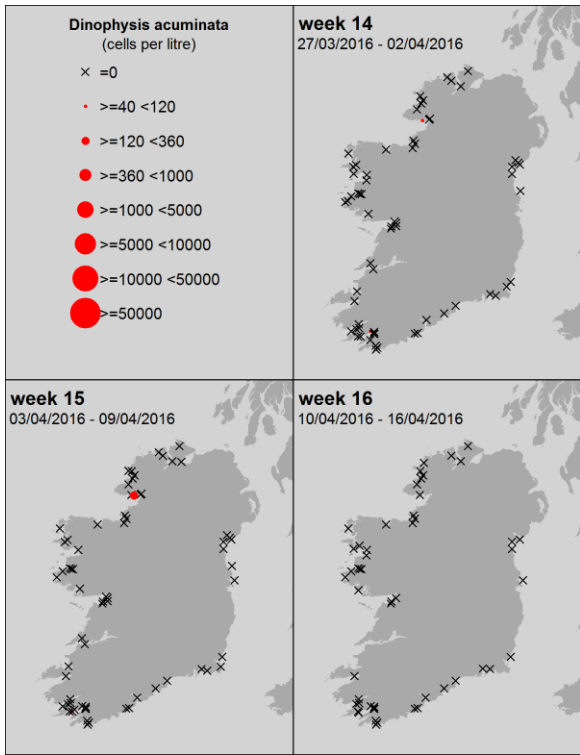 Dinophysis acuminata
(cells per litre)
=0
>=40 <120
>=120 <360
>=360 <1000
>=1000 <5000
>=5000 <10000
>=10000 <50000
>=50000
week 14
27/03/2016 - 02/04/2016
week 15
03/04/2016 - 09/04/2016
week 16
10/04/2016 - 16/04/2016